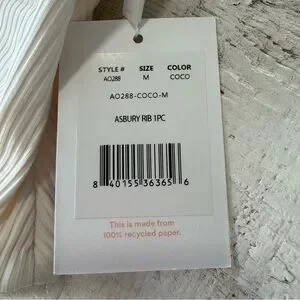 STYLE # SIZE COLOR
AO288 M COCO
AO288-COCO-M
ASBURY RIB 1PC
8 40155 36365 6
This is made from
100% recycled paper.